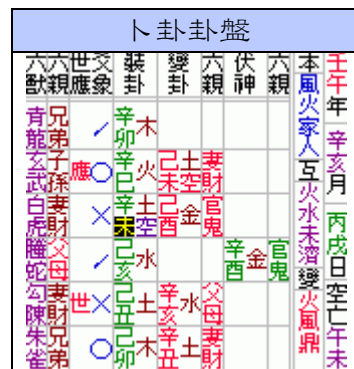 卜卦卦盤
六獸 六親 世應 爻象 裝卦 變卦 六親 伏神 六親
青龍 兄弟 辛卯木
玄武 子孫 應 ○ 辛巳火 己未土空 妻財
白虎 妻財 ╳ 辛未土空 己酉金 官鬼
騰蛇 父母 己亥水 辛酉金 官鬼
勾陳 妻財 世 ╳ 己丑土 辛亥水 父母
朱雀 兄弟 ○ 己卯木 辛丑土 妻財
壬午年辛亥月丙戌日空亡午未
本風火家人互火水未濟變火風鼎